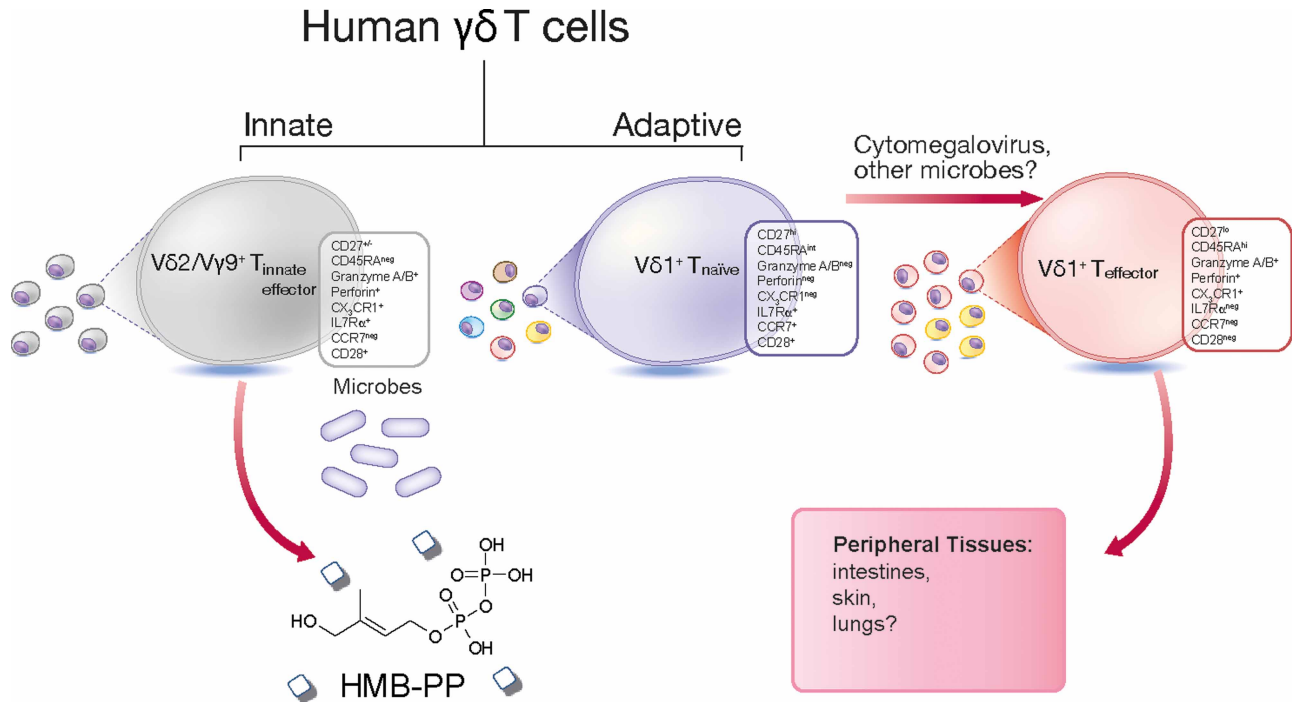 Human γδ T cells
Innate
Adaptive
Cytomegalovirus,
other microbes?
Vδ2/Vγ9⁺ Tinnate
effector
CD27⁺/⁻
CD45RAⁿᵉᵍ
Granzyme A/B⁺
Perforin⁺
CX₃CR1⁺
IL7Rα⁺
CCR7ⁿᵉᵍ
CD28⁺
Vδ1⁺ Tnaïve
CD27ʰⁱ
CD45RAⁱⁿᵗ
Granzyme A/Bⁿᵉᵍ
Perforinⁿᵉᵍ
CX₃CR1ⁿᵉᵍ
IL7Rα⁺
CCR7⁺
CD28⁺
Vδ1⁺ Teffector
CD27ˡᵒ
CD45RAʰⁱ
Granzyme A/B⁺
Perforin⁺
CX₃CR1⁺
IL7Rαⁿᵉᵍ
CCR7ⁿᵉᵍ
CD28ⁿᵉᵍ
Microbes
OH
O=P-OH
O
O
HO
O-P
OH
HMB-PP
Peripheral Tissues:
intestines,
skin,
lungs?